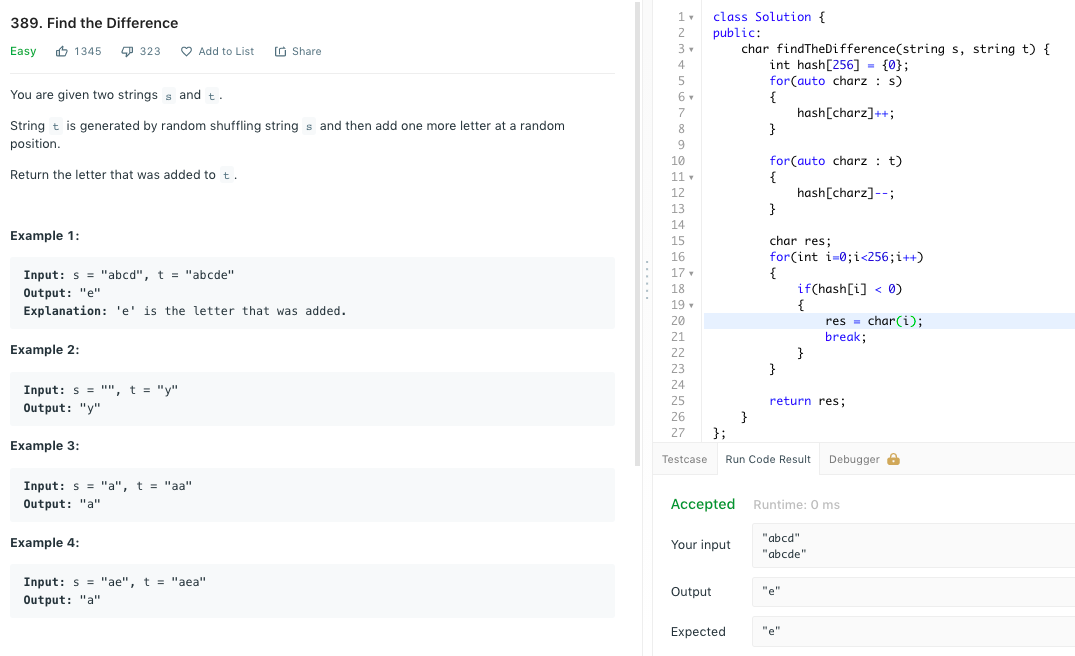 389. Find the Difference
Easy 1345 323 Add to List Share
You are given two strings s and t.
String t is generated by random shuffling string s and then add one more letter at a random
position.
Return the letter that was added to t.
Example 1:
Input: s = "abcd", t = "abcde"
Output: "e"
Explanation: 'e' is the letter that was added.
Example 2:
Input: s = "", t = "y"
Output: "y"
Example 3:
Input: s = "a", t = "aa"
Output: "a"
Example 4:
Input: s = "ae", t = "aea"
Output: "a"
1 class Solution {
2 public:
3 char findTheDifference(string s, string t) {
4 int hash[256] = {0};
5 for(auto charz : s)
6 {
7 hash[charz]++;
8 }
9
10 for(auto charz : t)
11 {
12 hash[charz]--;
13 }
14
15 char res;
16 for(int i=0;i<256;i++)
17 {
18 if(hash[i] < 0)
19 {
20 res = char(i);
21 break;
22 }
23 }
24
25 return res;
26 }
27 };
Testcase Run Code Result Debugger
Accepted Runtime: 0 ms
Your input
"abcd"
"abcde"
Output "e"
Expected "e"